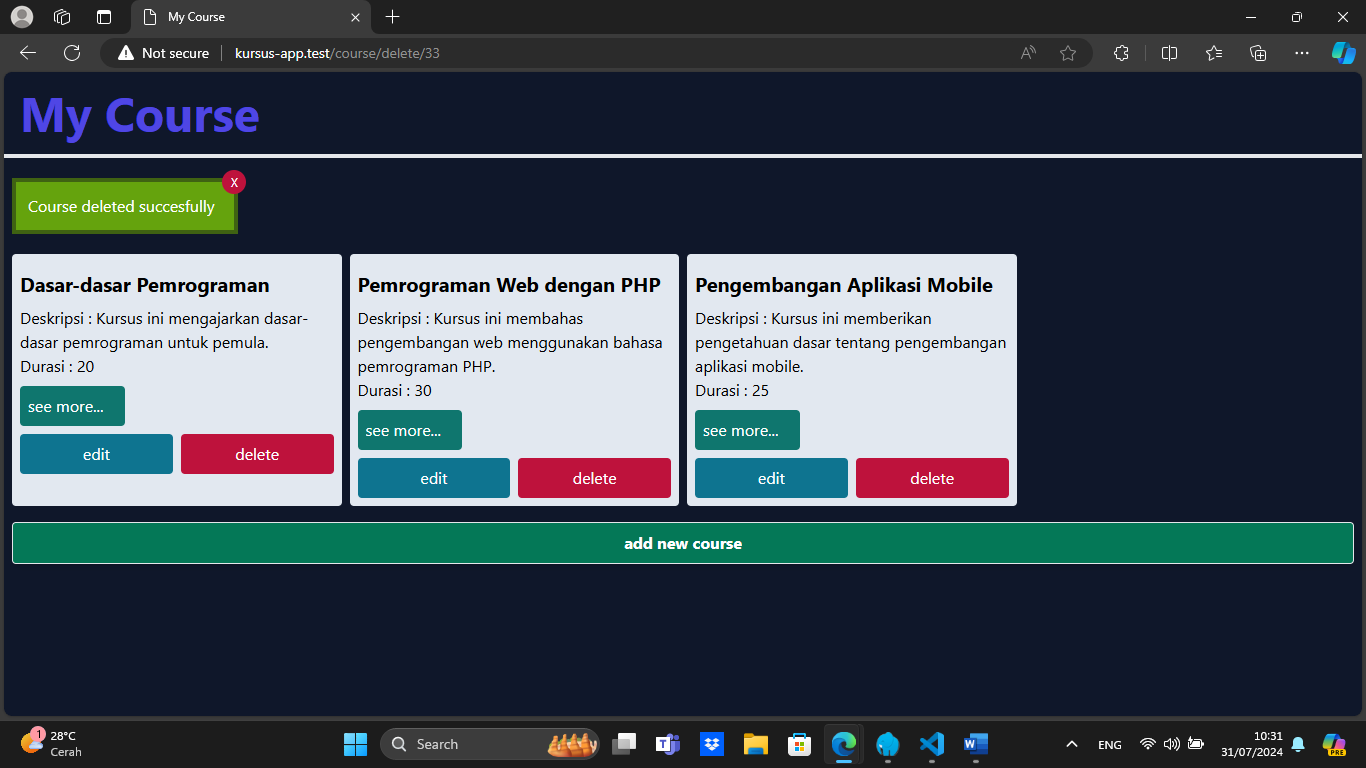 My Course
Not secure
kursus-app.test/course/delete/33
My Course
X
Course deleted succesfully
Dasar-dasar Pemrograman
Deskripsi : Kursus ini mengajarkan dasar-
dasar pemrograman untuk pemula.
Durasi : 20
see more...
edit
delete
Pemrograman Web dengan PHP
Deskripsi : Kursus ini membahas
pengembangan web menggunakan bahasa
pemrograman PHP.
Durasi : 30
see more...
edit
delete
Pengembangan Aplikasi Mobile
Deskripsi : Kursus ini memberikan
pengetahuan dasar tentang pengembangan
aplikasi mobile.
Durasi : 25
see more...
edit
delete
add new course
1
28°C
Cerah
Search
ENG
10:31
31/07/2024
PRE